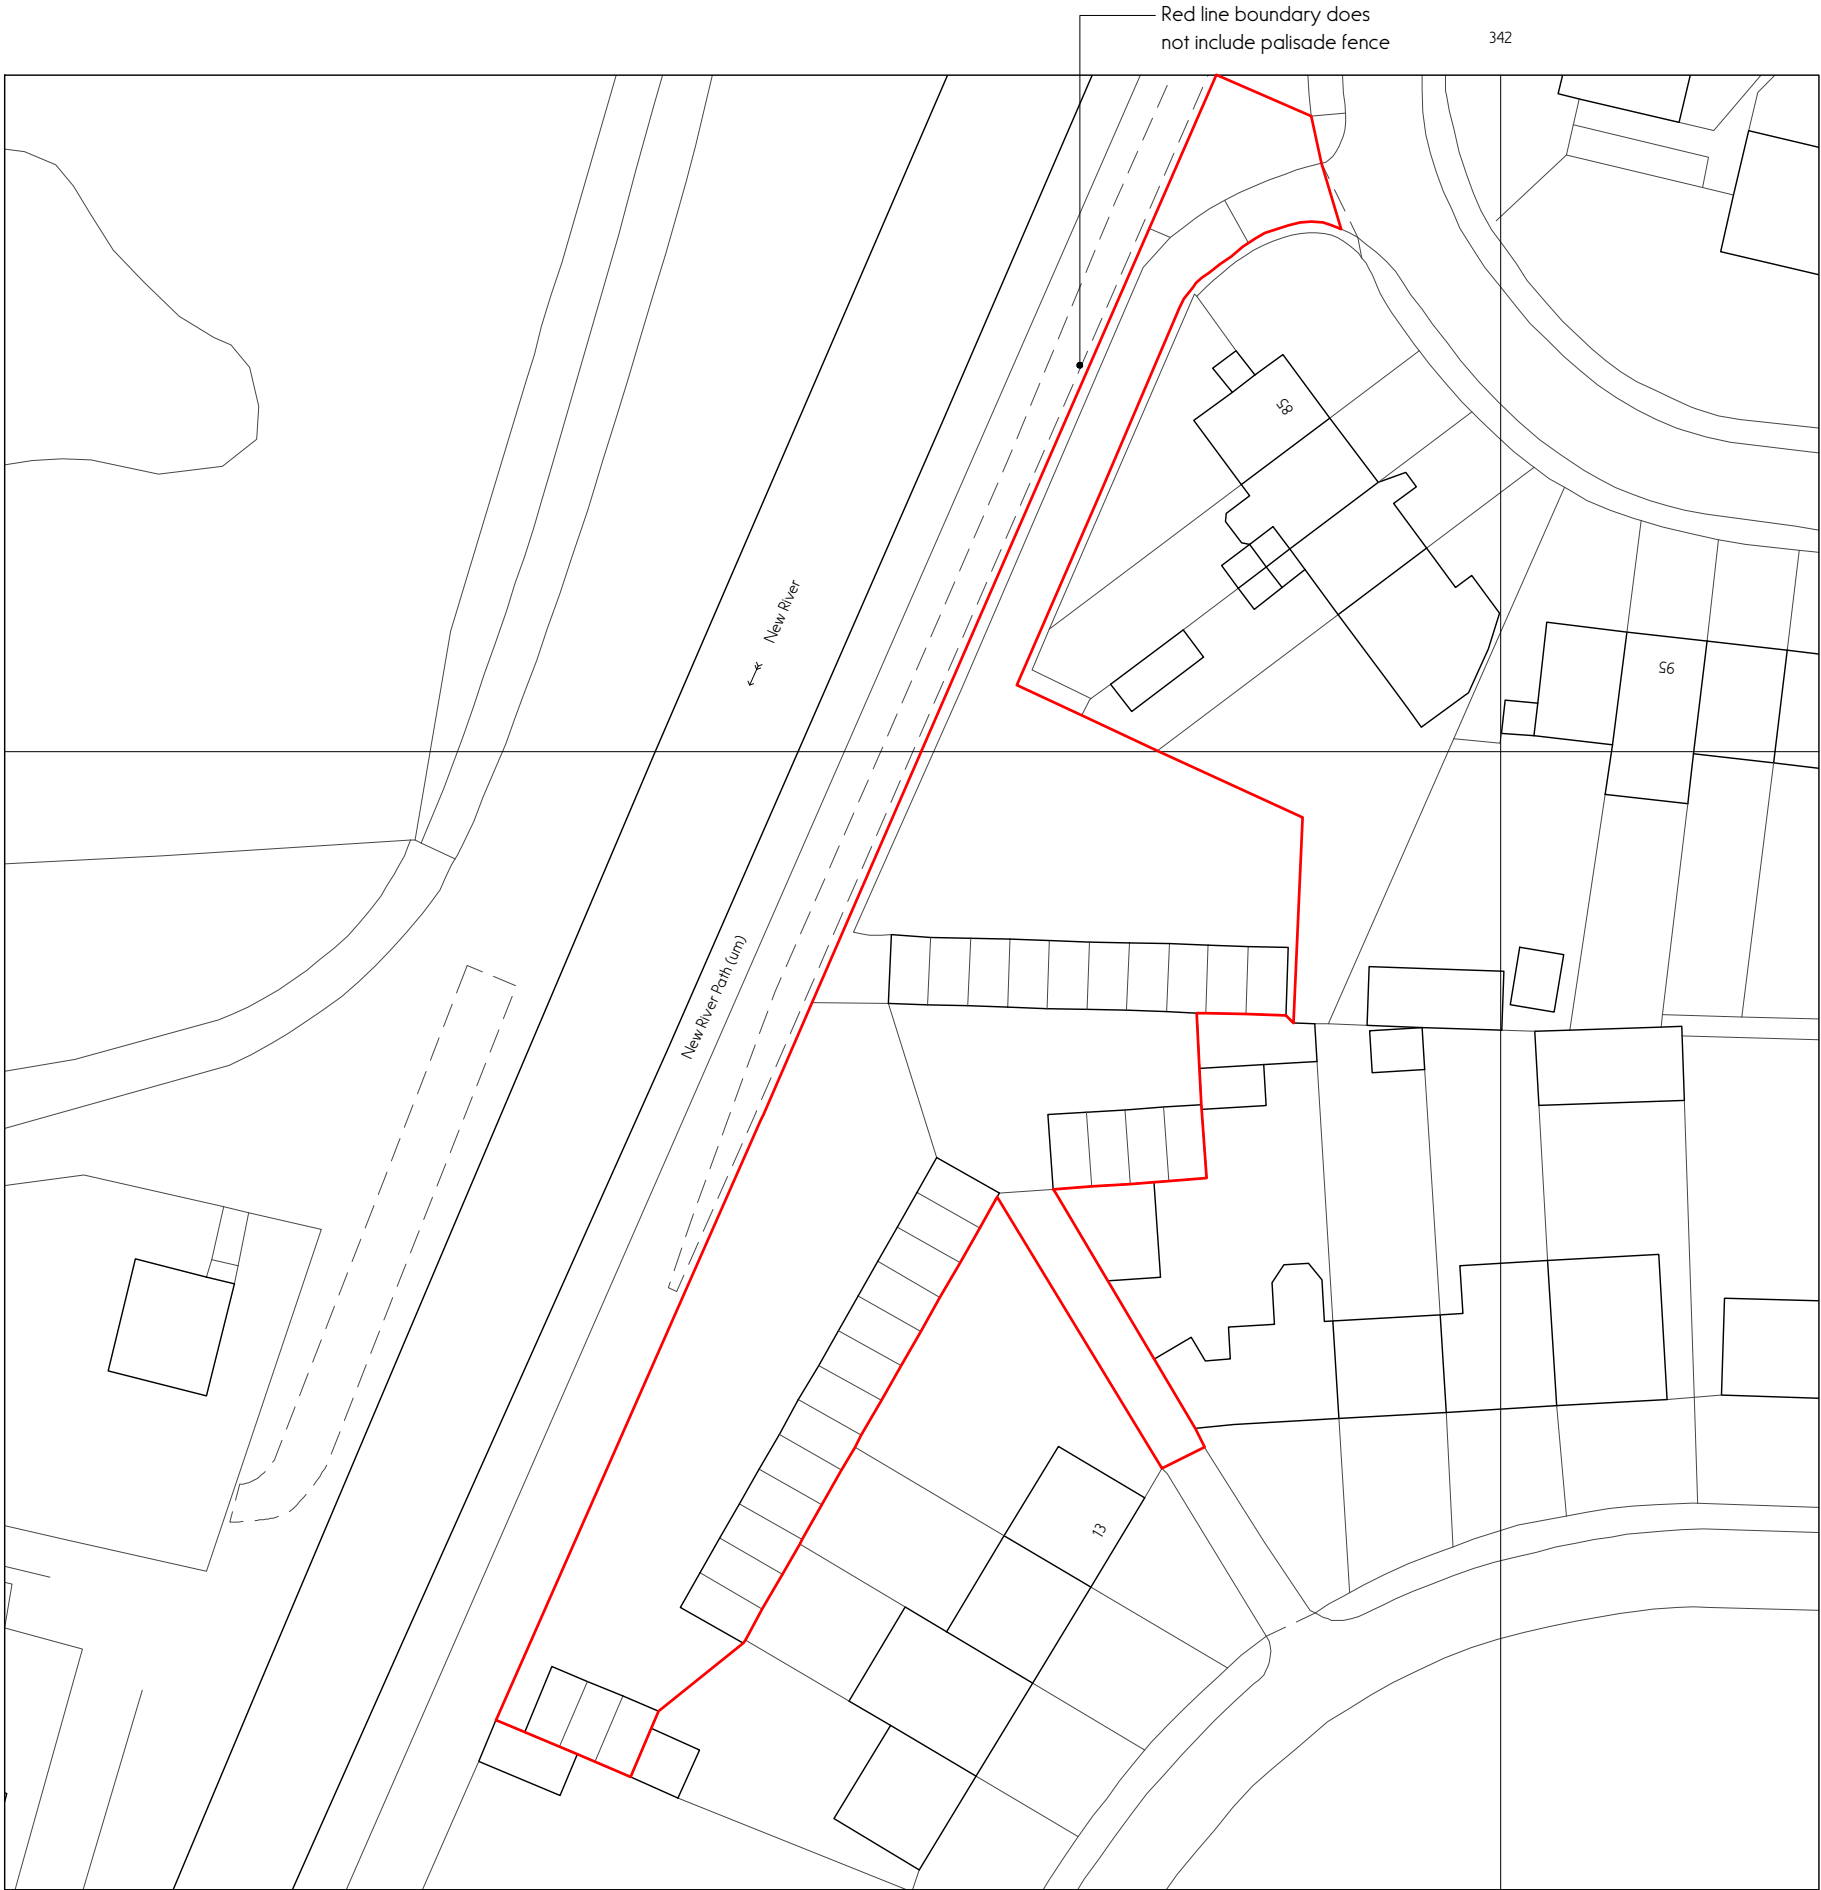 Red line boundary does
not include palisade fence
342
85
New River
95
New River Path (um)
13